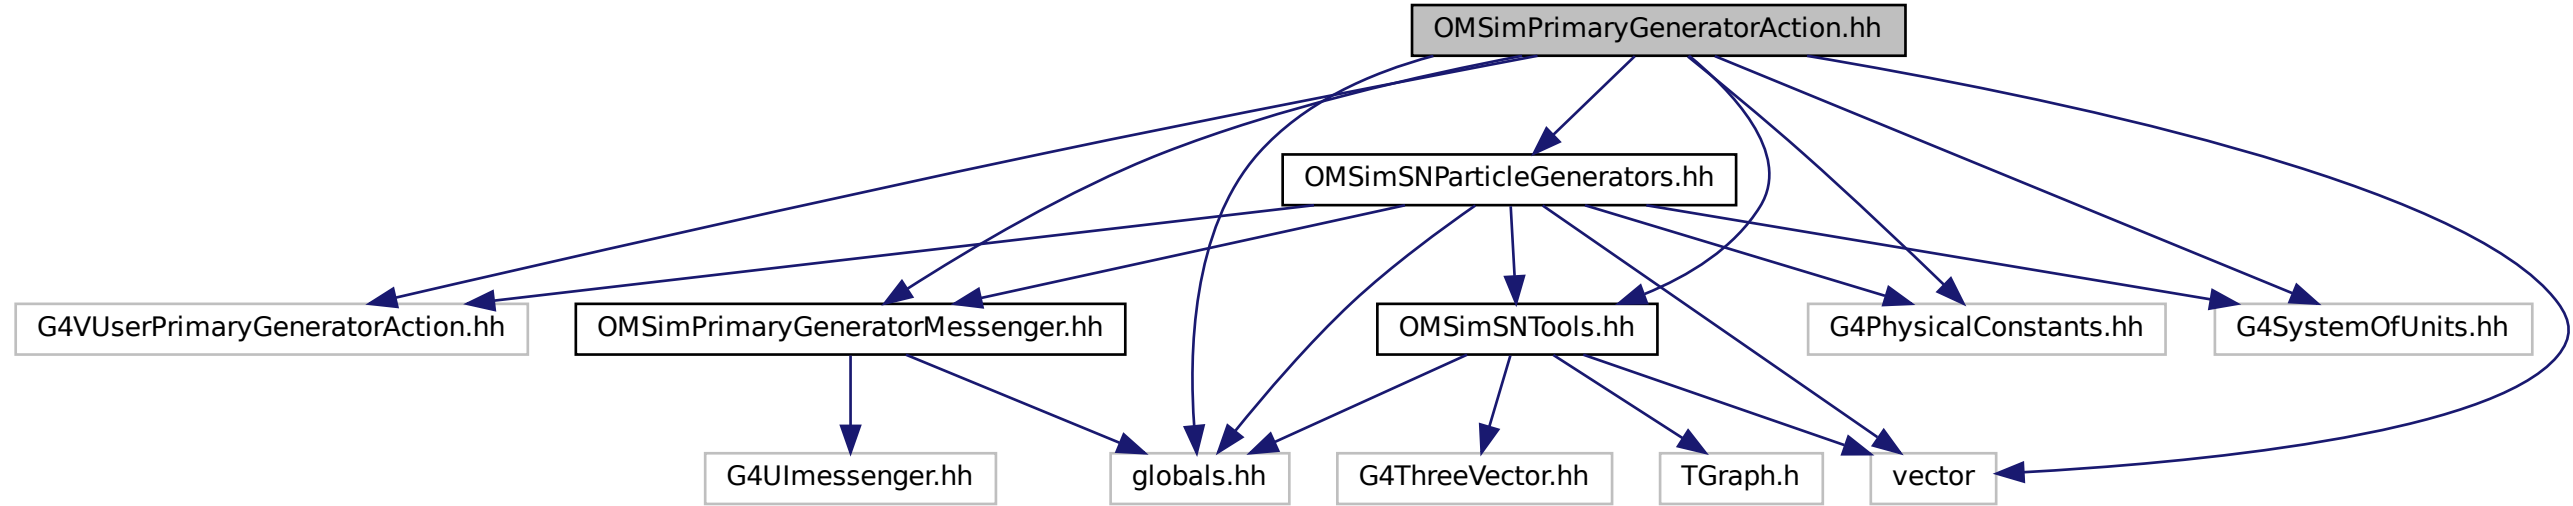 OMSimPrimaryGeneratorAction.hh
OMSimSNParticleGenerators.hh
G4VUserPrimaryGeneratorAction.hh
OMSimPrimaryGeneratorMessenger.hh
OMSimSNTools.hh
G4PhysicalConstants.hh
G4SystemOfUnits.hh
G4UImessenger.hh
globals.hh
G4ThreeVector.hh
TGraph.h
vector